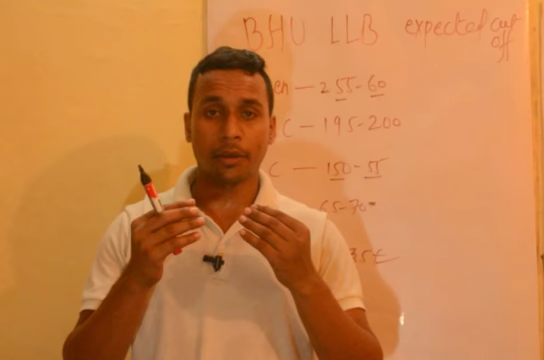 BHU LLB expected cut off
en — 255-60
C — 195-200
C — 150-55
65-70